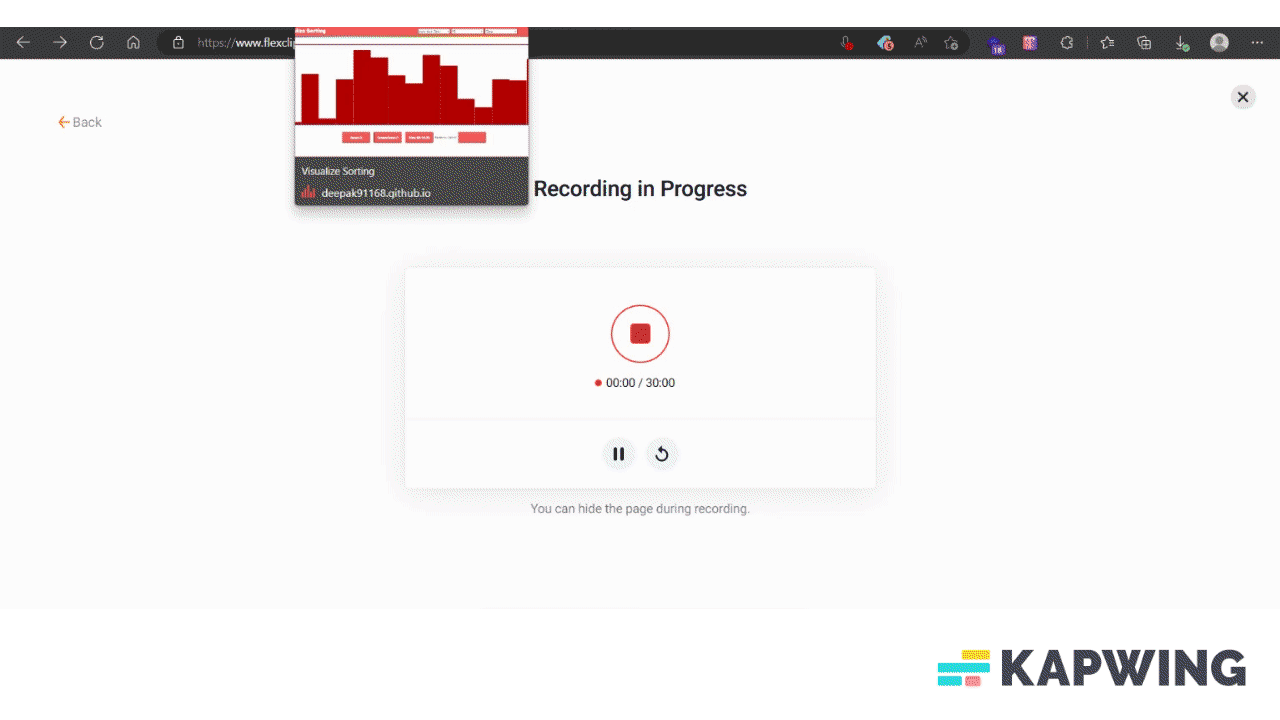 https://www.flexcli
Visualize Sorting
deepak91168.github.io
Back
Recording in Progress
00:00 / 30:00
You can hide the page during recording.
18
KAPWING